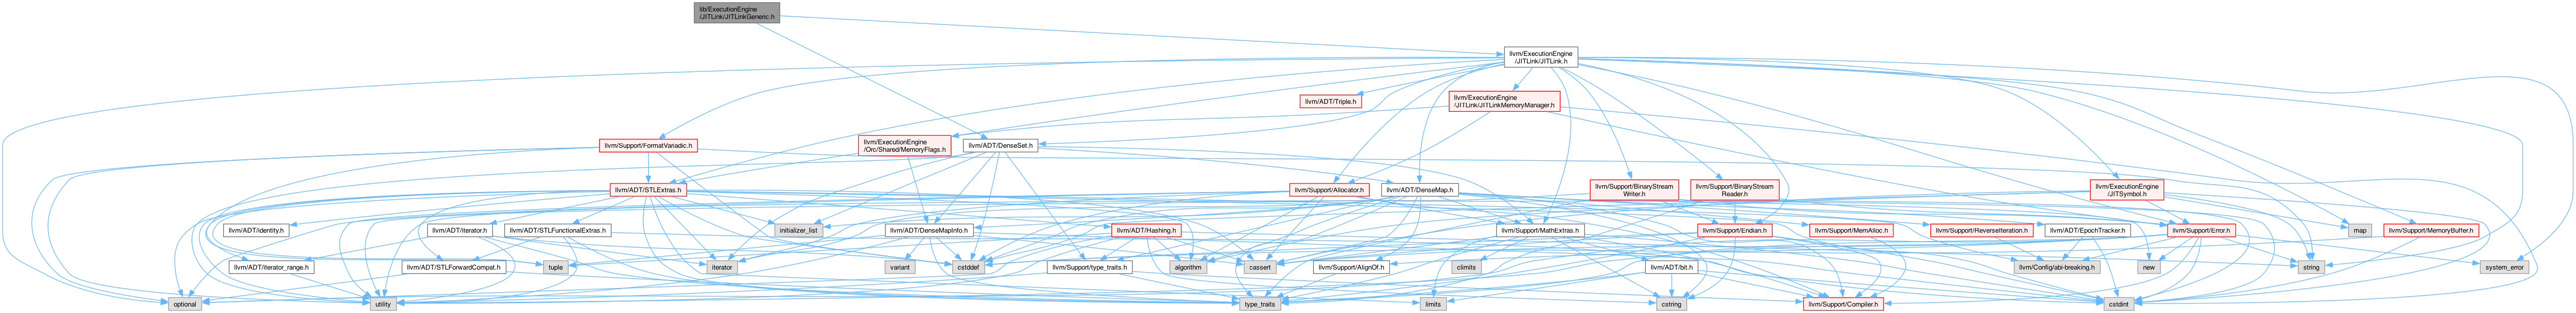 lib/ExecutionEngine
/JITLink/JITLinkGeneric.h
llvm/ExecutionEngine
/JITLink/JITLink.h
llvm/ADT/Triple.h
llvm/ExecutionEngine
/JITLink/JITLinkMemoryManager.h
llvm/Support/FormatVariadic.h
llvm/ExecutionEngine
/Orc/Shared/MemoryFlags.h
llvm/ADT/DenseSet.h
llvm/ADT/STLExtras.h
llvm/Support/Allocator.h
llvm/ADT/DenseMap.h
llvm/Support/BinaryStream
Writer.h
llvm/Support/BinaryStream
Reader.h
llvm/ExecutionEngine
/JITSymbol.h
llvm/ADT/identity.h
llvm/ADT/iterator.h
llvm/ADT/STLFunctionalExtras.h
initializer_list
llvm/ADT/DenseMapInfo.h
llvm/ADT/Hashing.h
llvm/Support/MathExtras.h
llvm/Support/Endian.h
llvm/Support/MemAlloc.h
llvm/Support/ReverseIteration.h
llvm/ADT/EpochTracker.h
llvm/Support/Error.h
map
llvm/Support/MemoryBuffer.h
llvm/ADT/iterator_range.h
llvm/ADT/STLForwardCompat.h
tuple
iterator
variant
cstddef
llvm/Support/type_traits.h
algorithm
cassert
llvm/Support/AlignOf.h
climits
llvm/ADT/bit.h
llvm/Config/abi-breaking.h
new
string
system_error
optional
utility
type_traits
limits
cstring
llvm/Support/Compiler.h
cstdint